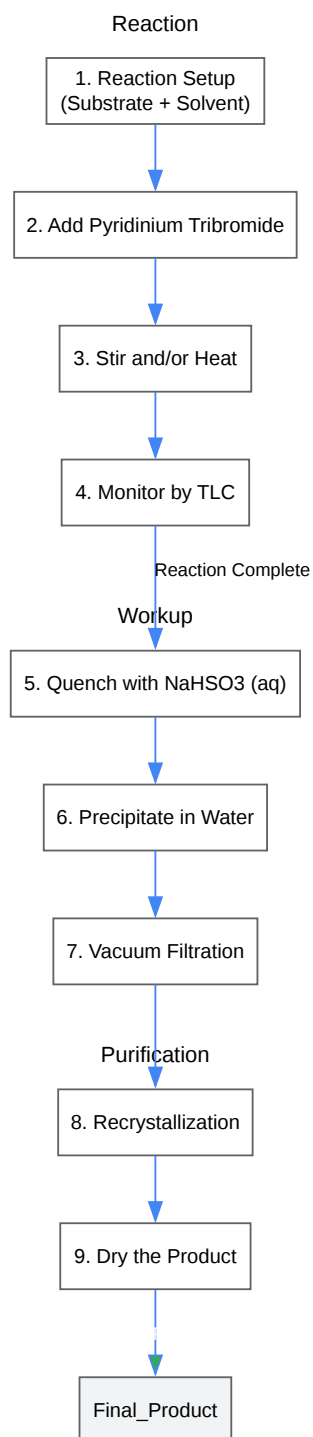 Reaction
1. Reaction Setup
(Substrate + Solvent)
2. Add Pyridinium Tribromide
3. Stir and/or Heat
4. Monitor by TLC
Reaction Complete
Workup
5. Quench with NaHSO3 (aq)
6. Precipitate in Water
7. Vacuum Filtration
Purification
8. Recrystallization
9. Dry the Product
Final_Product